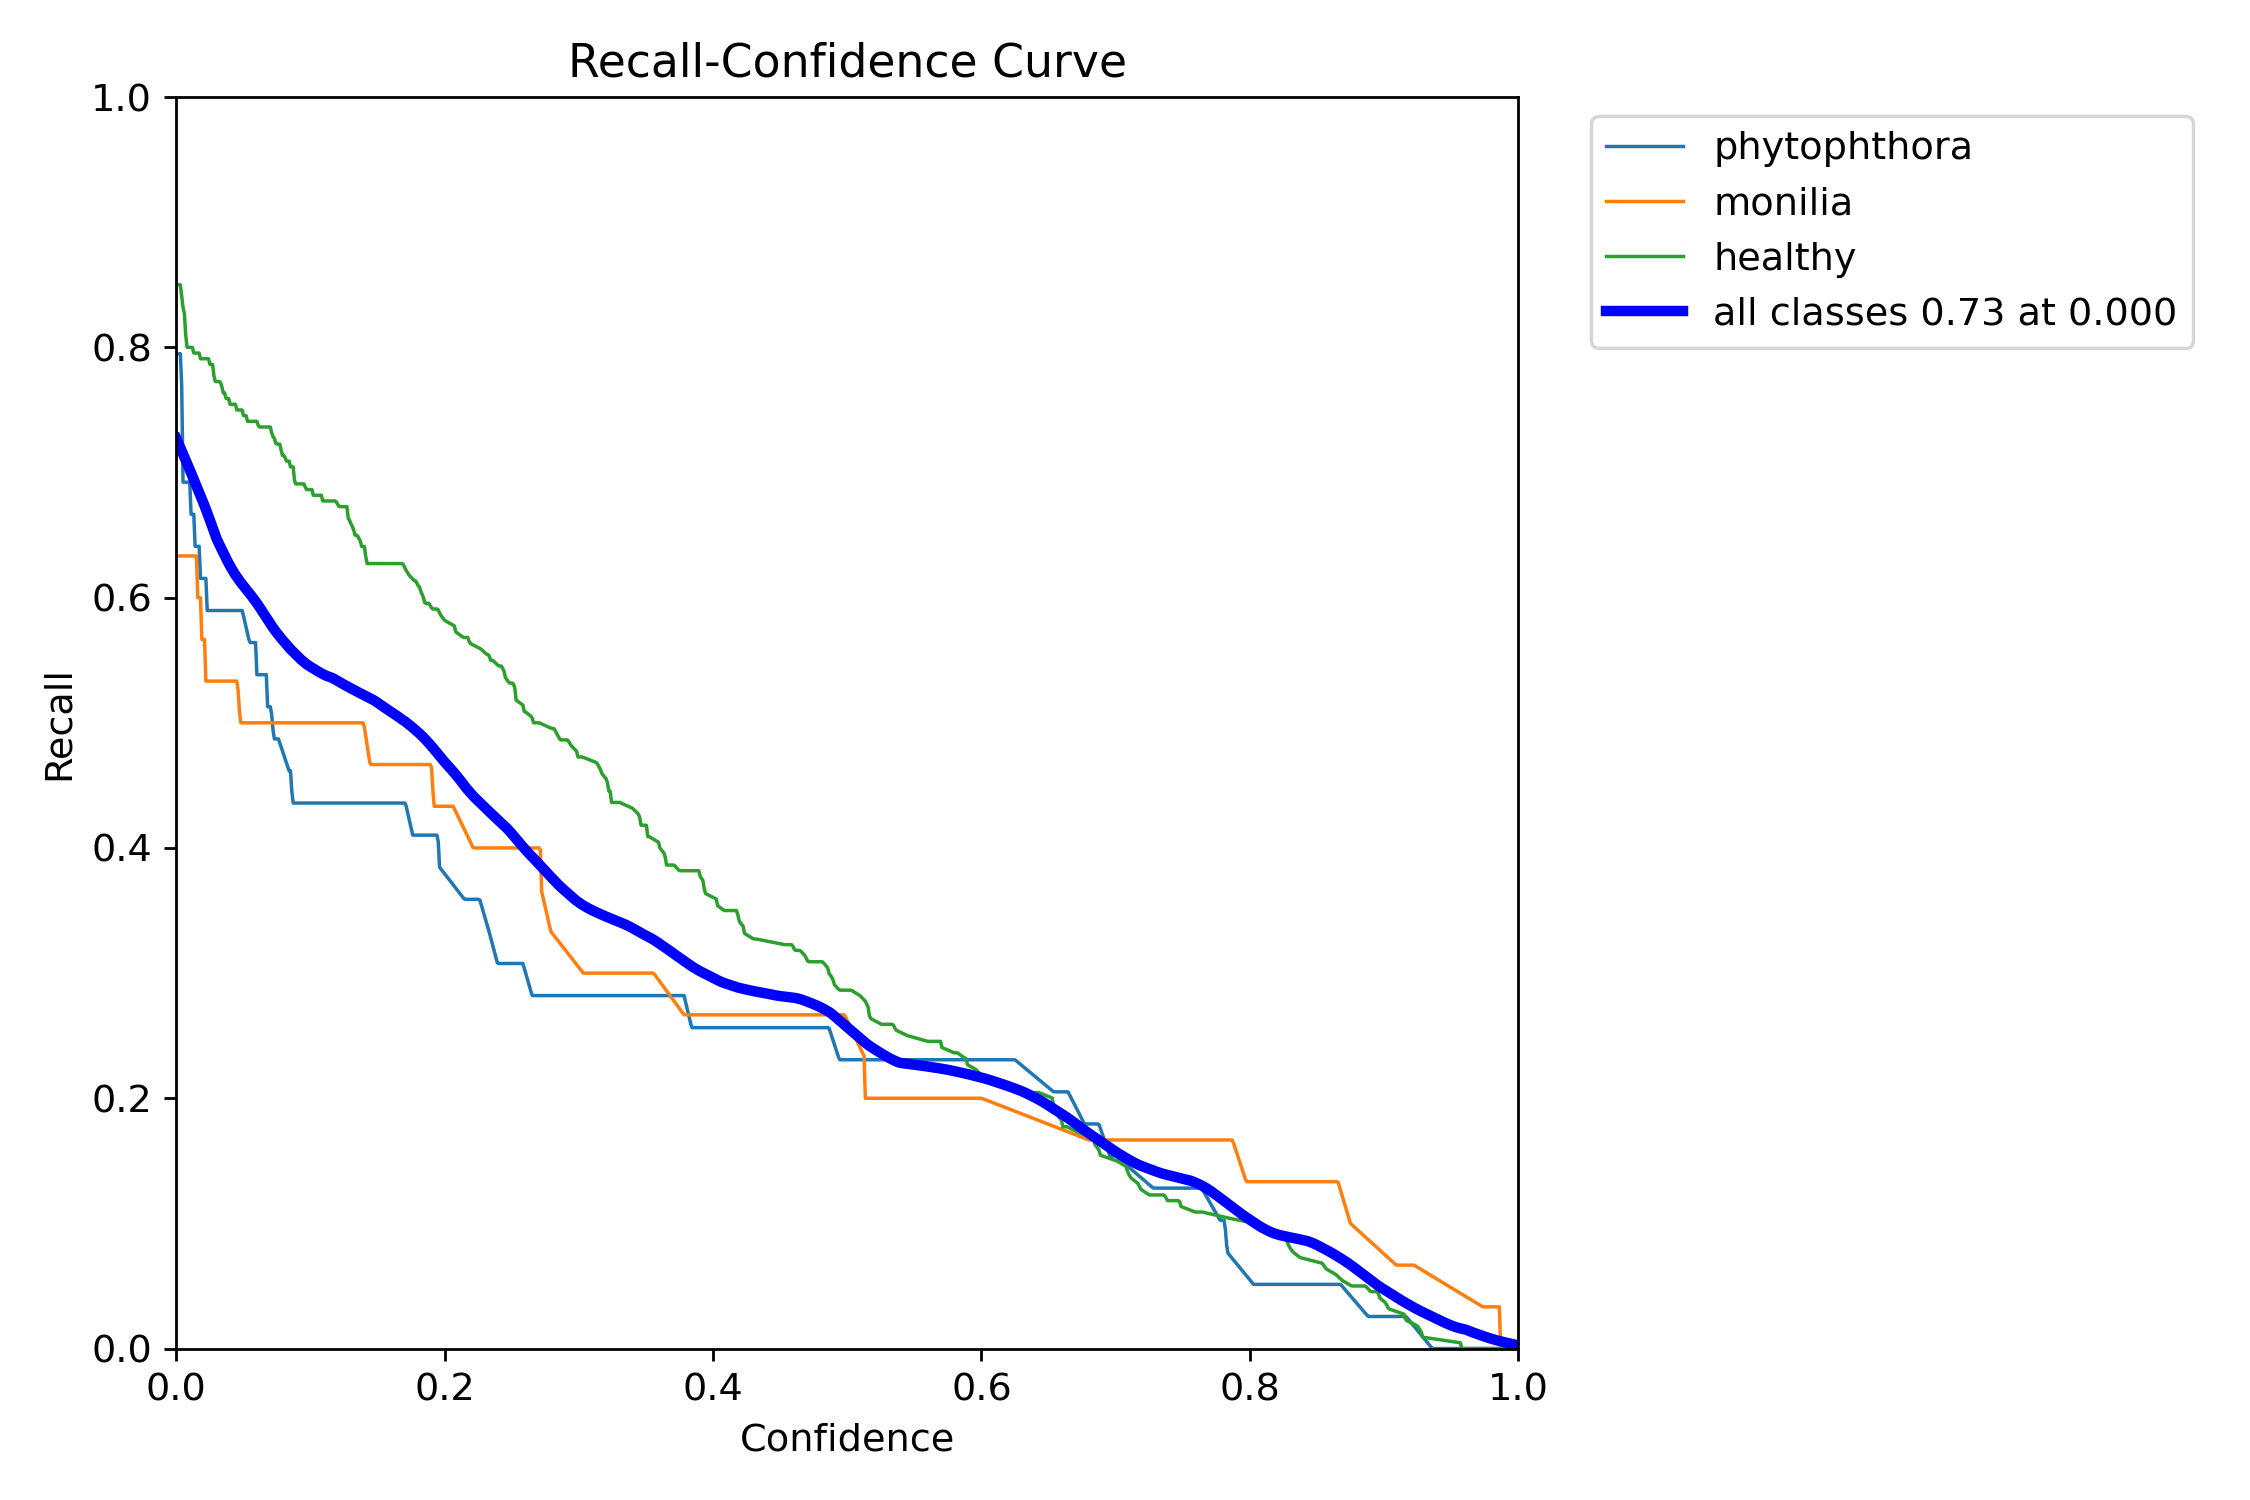 Recall-Confidence Curve
1.0
0.8
0.6
0.4
0.2
0.0
Recall
0.0 0.2 0.4 0.6 0.8 1.0
Confidence
phytophthora
monilia
healthy
all classes 0.73 at 0.000